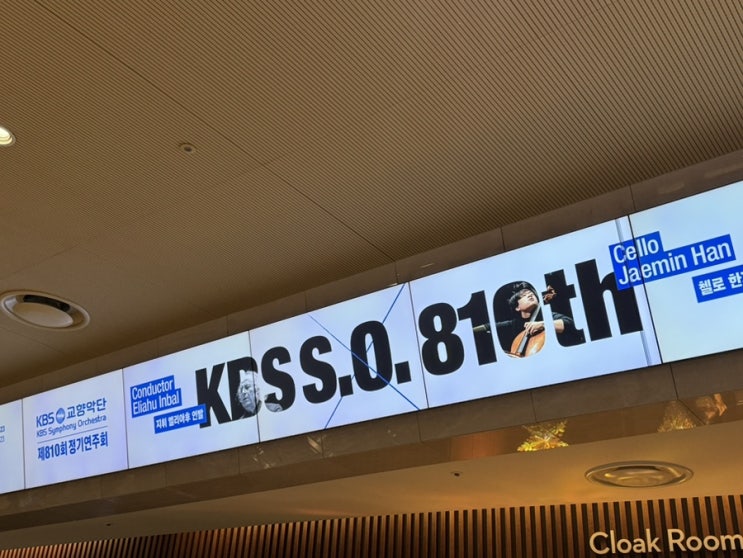 KBS 교향악단
KBS Symphony Orchestra
제810회 정기연주회
Conductor
Eliahu Inbal
지휘 엘리아후 인발
KBS S.O. 810th
Cello
Jaemin Han
첼로
Cloak Room